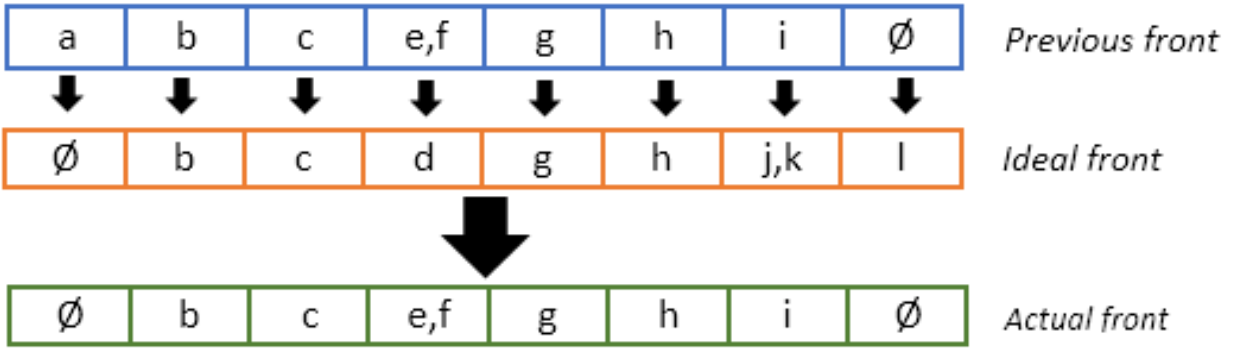 a b c e,f g h i Ø Previous front
Ø b c d g h j,k l Ideal front
Ø b c e,f g h i Ø Actual front